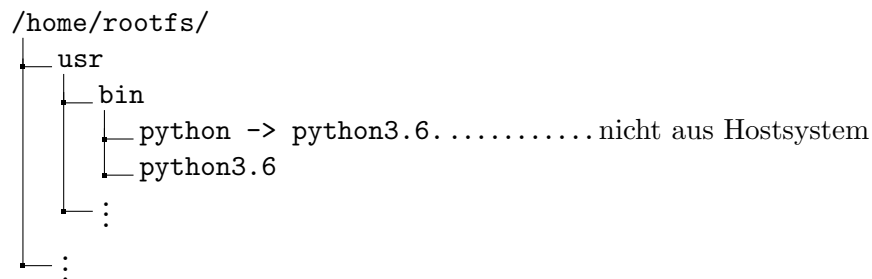 /home/rootfs/
usr
bin
python -> python3.6............nicht aus Hostsystem
python3.6
⋮
⋮